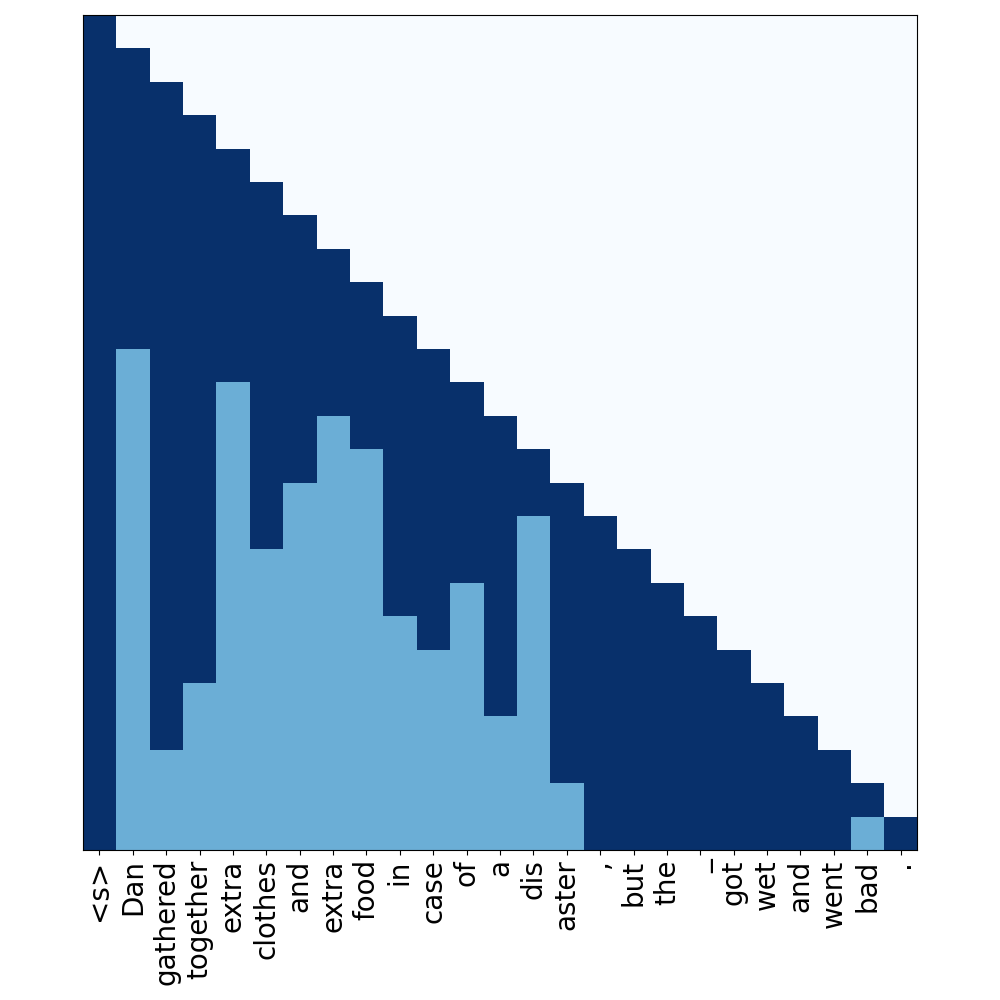 <s>
Dan
gathered
together
extra
clothes
and
extra
food
in
case
of
a
dis
aster
,
but
the
_
got
wet
and
went
bad
.